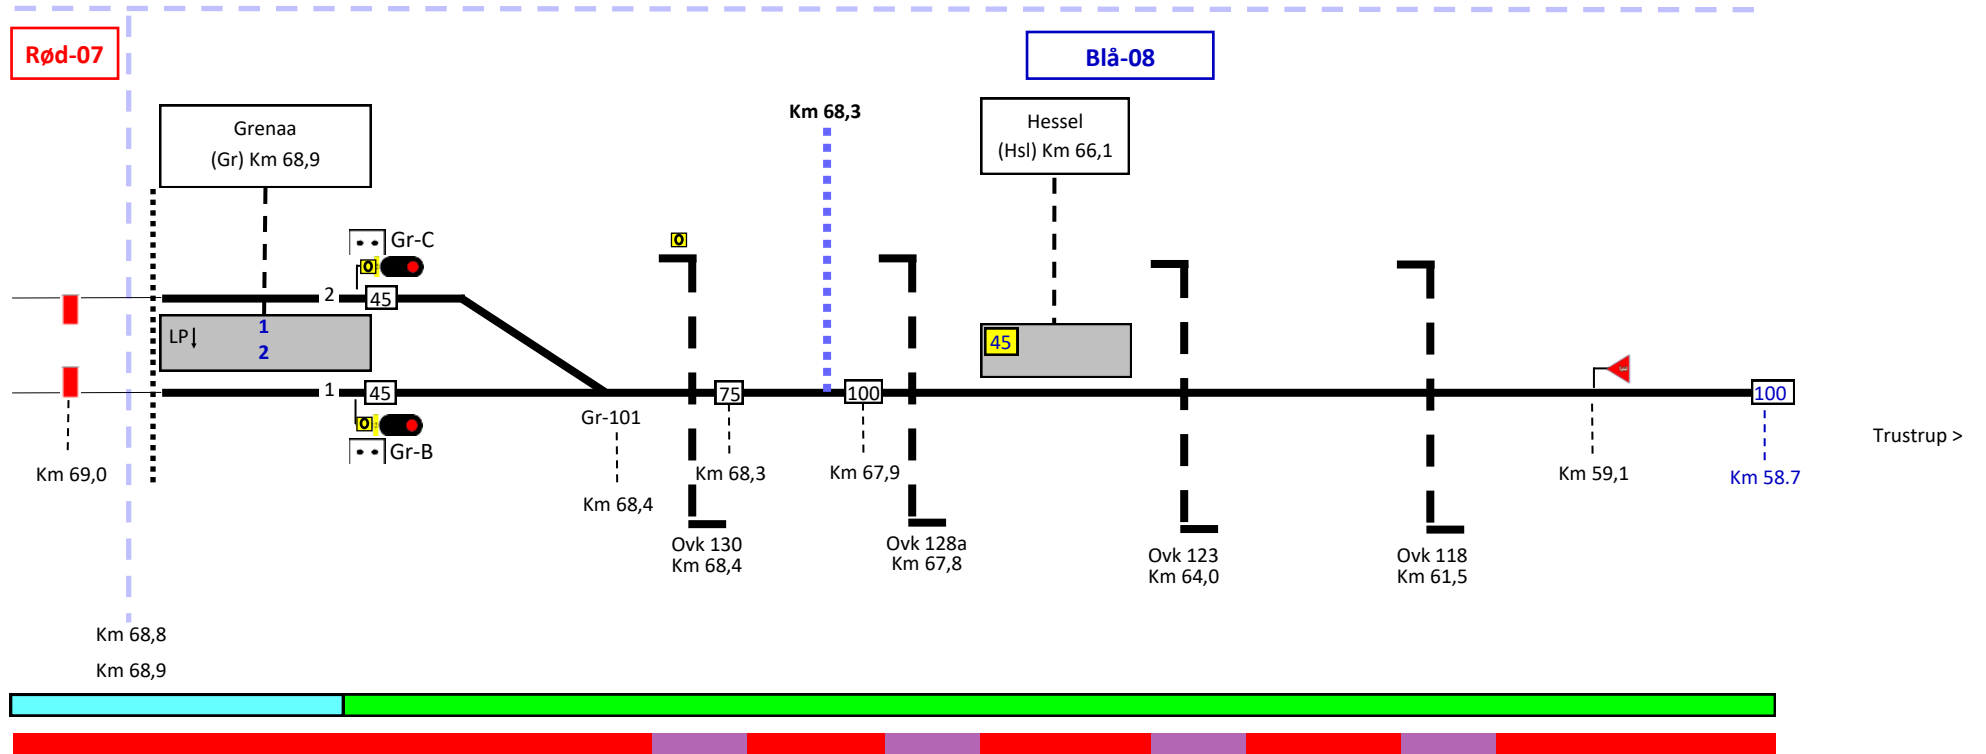 Rød-07
Blå-08
Grenaa
(Gr) Km 68,9
Km 68,3
Hessel
(Hsl) Km 66,1
Gr-C
O
O
2
45
LP↓
1
2
45
1
45
75
100
100
O
Gr-B
Gr-101
Km 69,0
Km 68,4
Km 68,3
Km 67,9
Km 59,1
Km 58.7
Trustrup >
Ovk 130
Km 68,4
Ovk 128a
Km 67,8
Ovk 123
Km 64,0
Ovk 118
Km 61,5
Km 68,8
Km 68,9